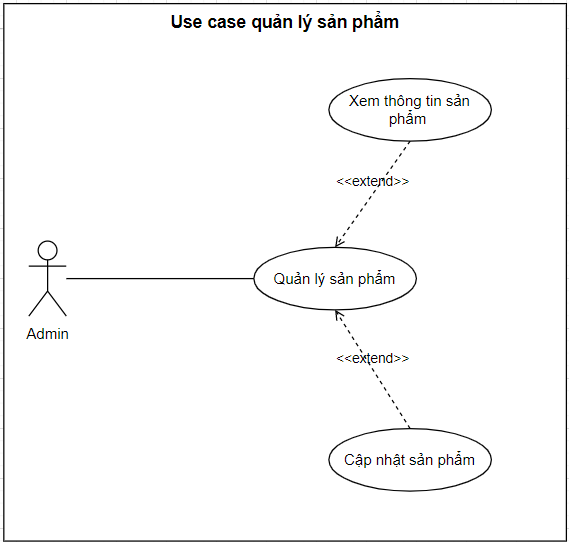 Use case quản lý sản phẩm
Xem thông tin sản
phẩm
<<extend>>
Quản lý sản phẩm
Admin
<<extend>>
Cập nhật sản phẩm